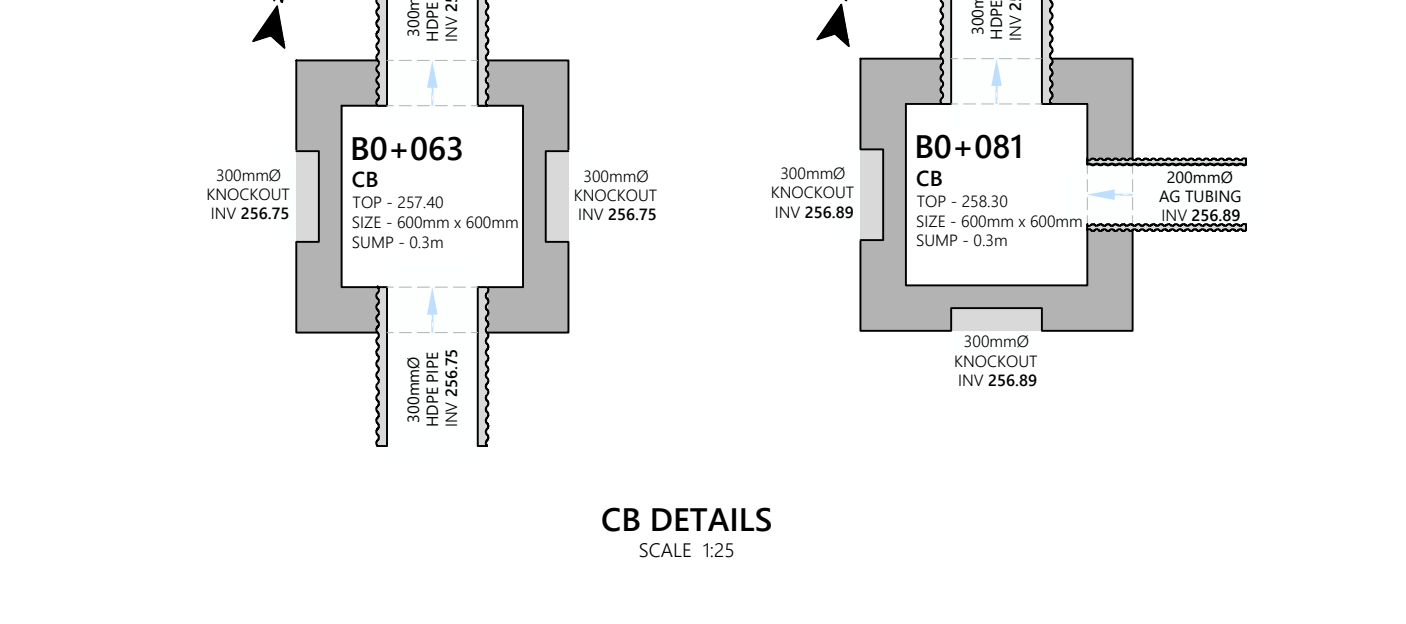 300m
HDPE
INV 25
B0+063
CB
TOP - 257.40
SIZE - 600mm x 600mm
SUMP - 0.3m
300mmØ
KNOCKOUT
INV 256.75
300mmØ
KNOCKOUT
INV 256.75
300mmØ
HDPE PIPE
INV 256.75
300m
HDPE
INV 25
B0+081
CB
TOP - 258.30
SIZE - 600mm x 600mm
SUMP - 0.3m
300mmØ
KNOCKOUT
INV 256.89
200mmØ
AG TUBING
INV 256.89
300mmØ
KNOCKOUT
INV 256.89
CB DETAILS
SCALE 1:25